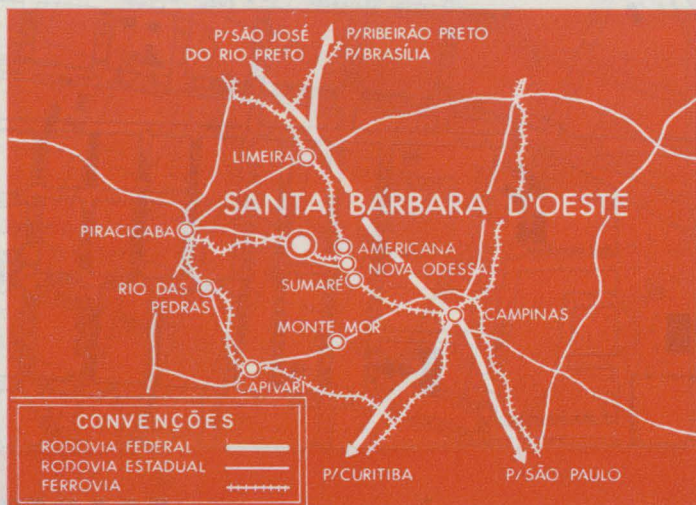 P/SÃO JOSÉ
DO RIO PRETO
P/RIBEIRÃO PRETO
P/BRASÍLIA
LIMEIRA
SANTA BÁRBARA D'OESTE
PIRACICABA
AMERICANA
NOVA ODESSA
SUMARÉ
RIO DAS
PEDRAS
MONTE MOR
CAMPINAS
CAPIVARI
CONVENÇÕES
RODOVIA FEDERAL
RODOVIA ESTADUAL
FERROVIA
P/CURITIBA
P/SÃO PAULO